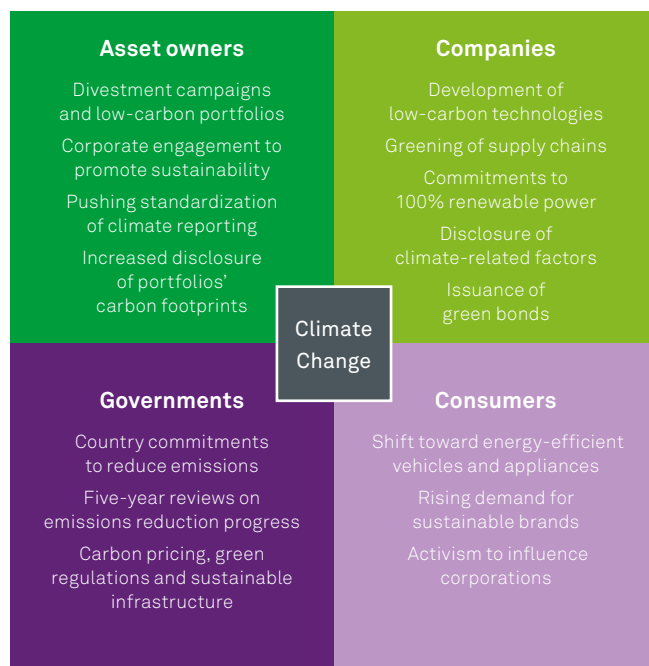 Asset owners
Divestment campaigns
and low-carbon portfolios
Corporate engagement to
promote sustainability
Pushing standardization
of climate reporting
Increased disclosure
of portfolios’
carbon footprints
Companies
Development of
low-carbon technologies
Greening of supply chains
Commitments to
100% renewable power
Disclosure of
climate-related factors
Issuance of
green bonds
Climate
Change
Governments
Country commitments
to reduce emissions
Five-year reviews on
emissions reduction progress
Carbon pricing, green
regulations and sustainable
infrastructure
Consumers
Shift toward energy-efficient
vehicles and appliances
Rising demand for
sustainable brands
Activism to influence
corporations